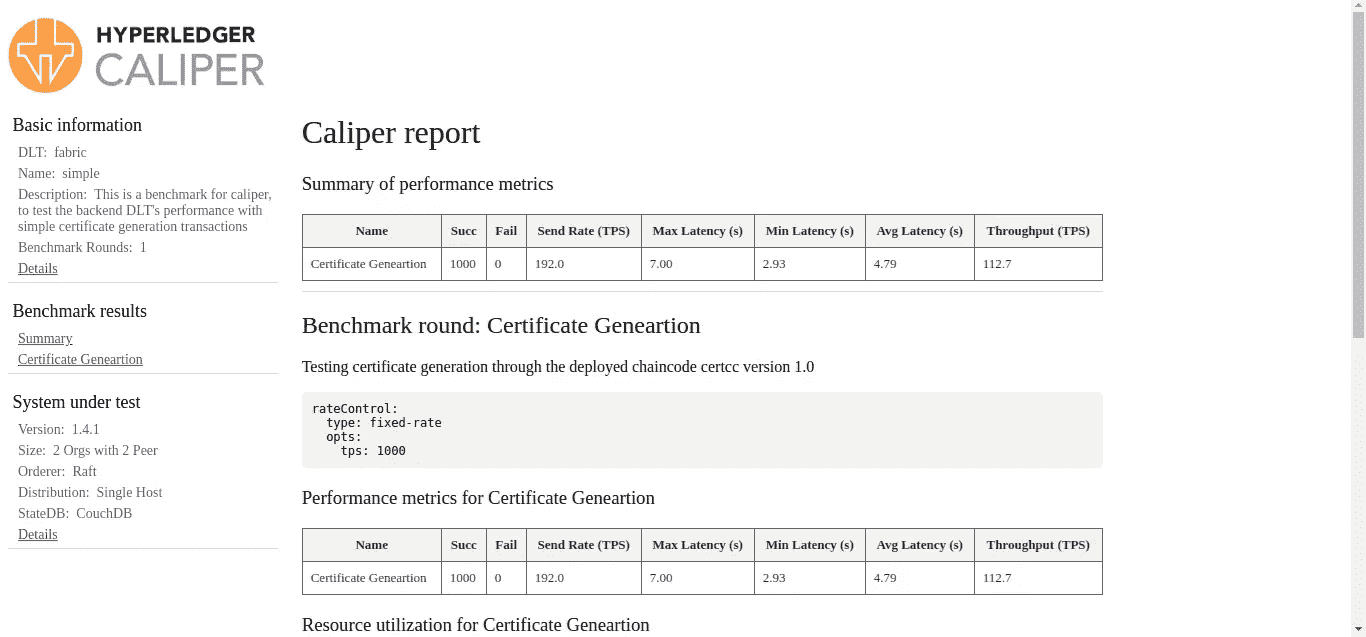 HYPERLEDGER
CALIPER
Basic information
DLT: fabric
Name: simple
Description: This is a benchmark for caliper,
to test the backend DLT's performance with
simple certificate generation transactions
Benchmark Rounds: 1
Details
Benchmark results
Summary
Certificate Geneartion
System under test
Version: 1.4.1
Size: 2 Orgs with 2 Peer
Orderer: Raft
Distribution: Single Host
StateDB: CouchDB
Details
Caliper report
Summary of performance metrics
Name Succ Fail Send Rate (TPS) Max Latency (s) Min Latency (s) Avg Latency (s) Throughput (TPS)
Certificate Geneartion 1000 0 192.0 7.00 2.93 4.79 112.7
Benchmark round: Certificate Geneartion
Testing certificate generation through the deployed chaincode certcc version 1.0
rateControl:
  type: fixed-rate
  opts:
    tps: 1000
Performance metrics for Certificate Geneartion
Name Succ Fail Send Rate (TPS) Max Latency (s) Min Latency (s) Avg Latency (s) Throughput (TPS)
Certificate Geneartion 1000 0 192.0 7.00 2.93 4.79 112.7
Resource utilization for Certificate Geneartion